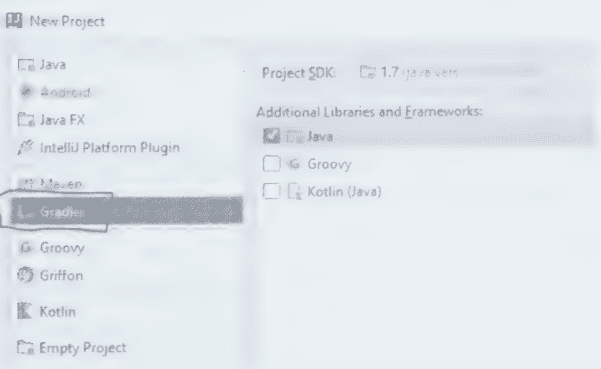 New Project
Java
Android
Java FX
IntelliJ Platform Plugin
Maven
Gradle
Groovy
Griffon
Kotlin
Empty Project
Project SDK: 1.7
Additional Libraries and Frameworks:
Java
Groovy
Kotlin (Java)